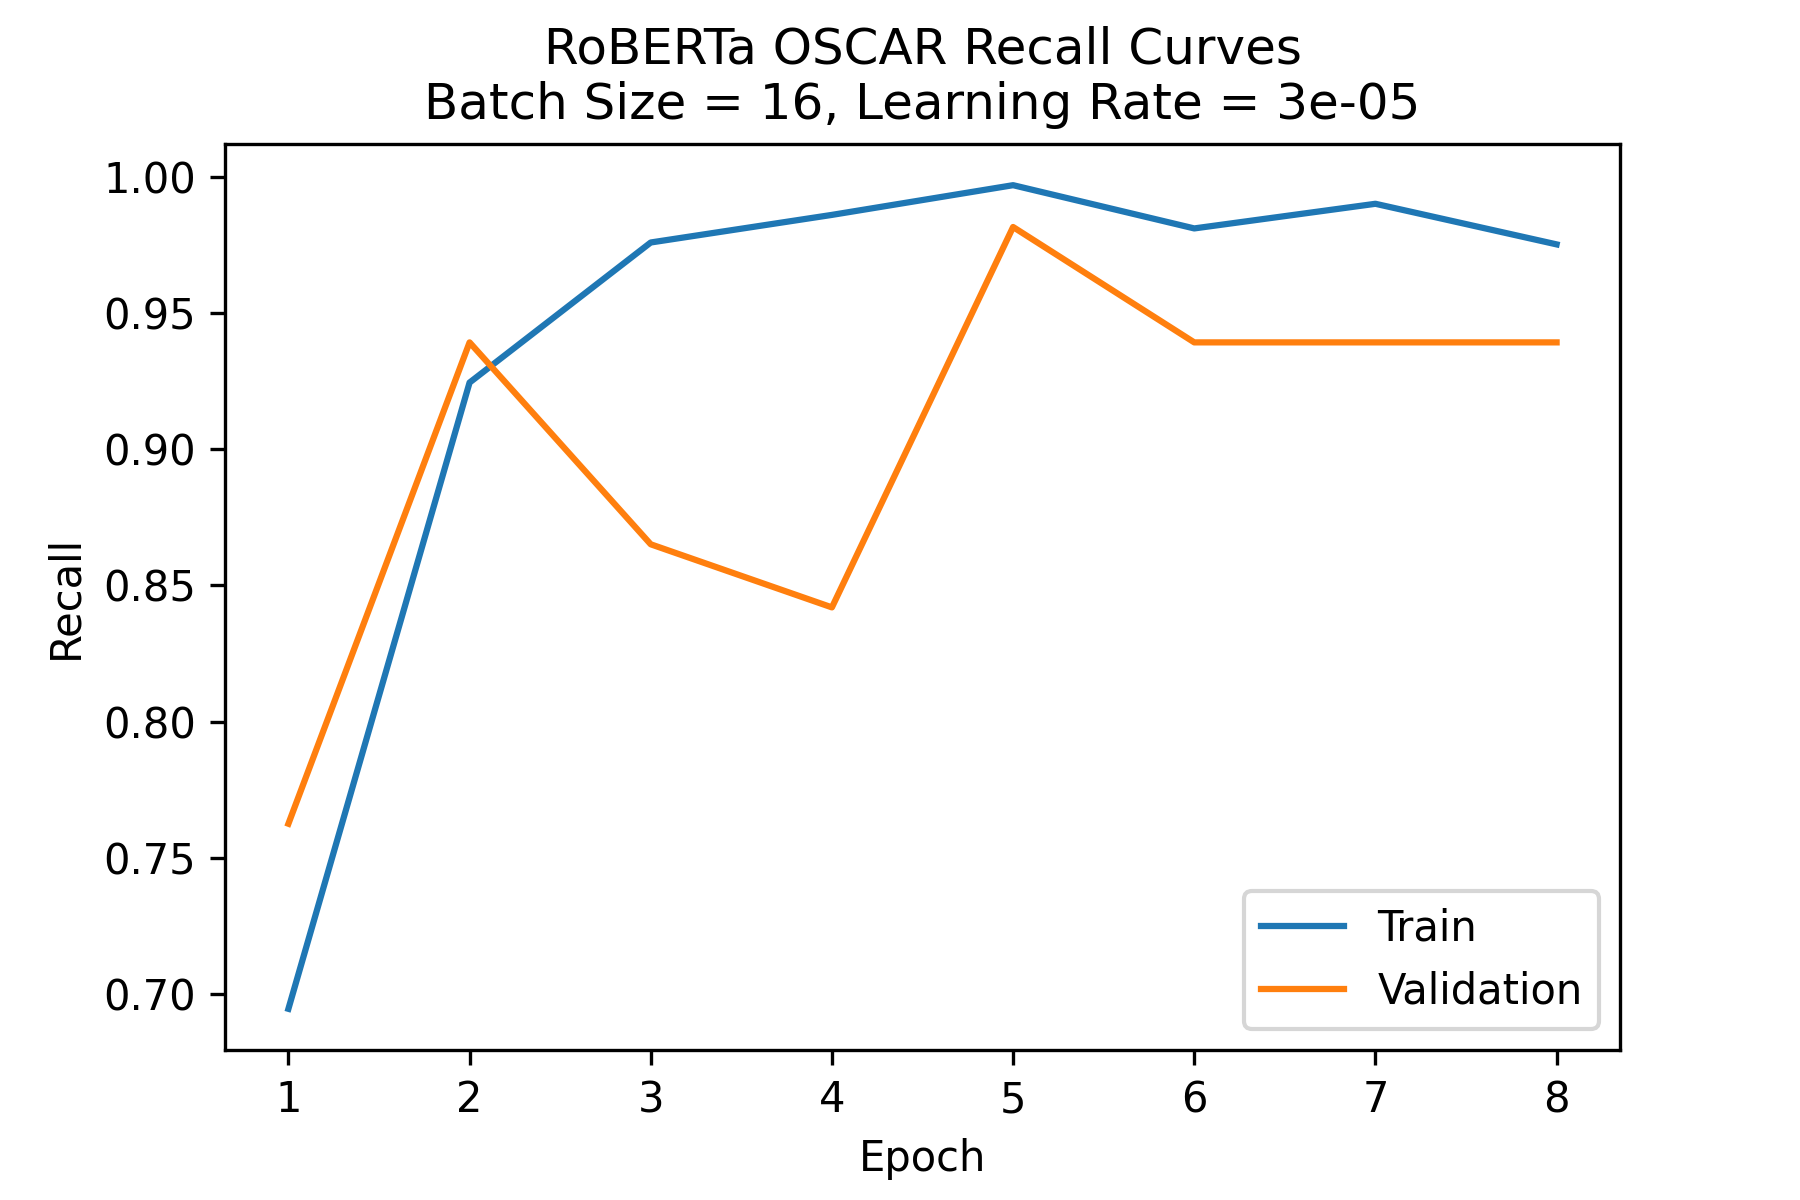 RoBERTa OSCAR Recall Curves
Batch Size = 16, Learning Rate = 3e-05
1.00
0.95
0.90
0.85
0.80
0.75
0.70
Recall
Train
Validation
1 2 3 4 5 6 7 8
Epoch